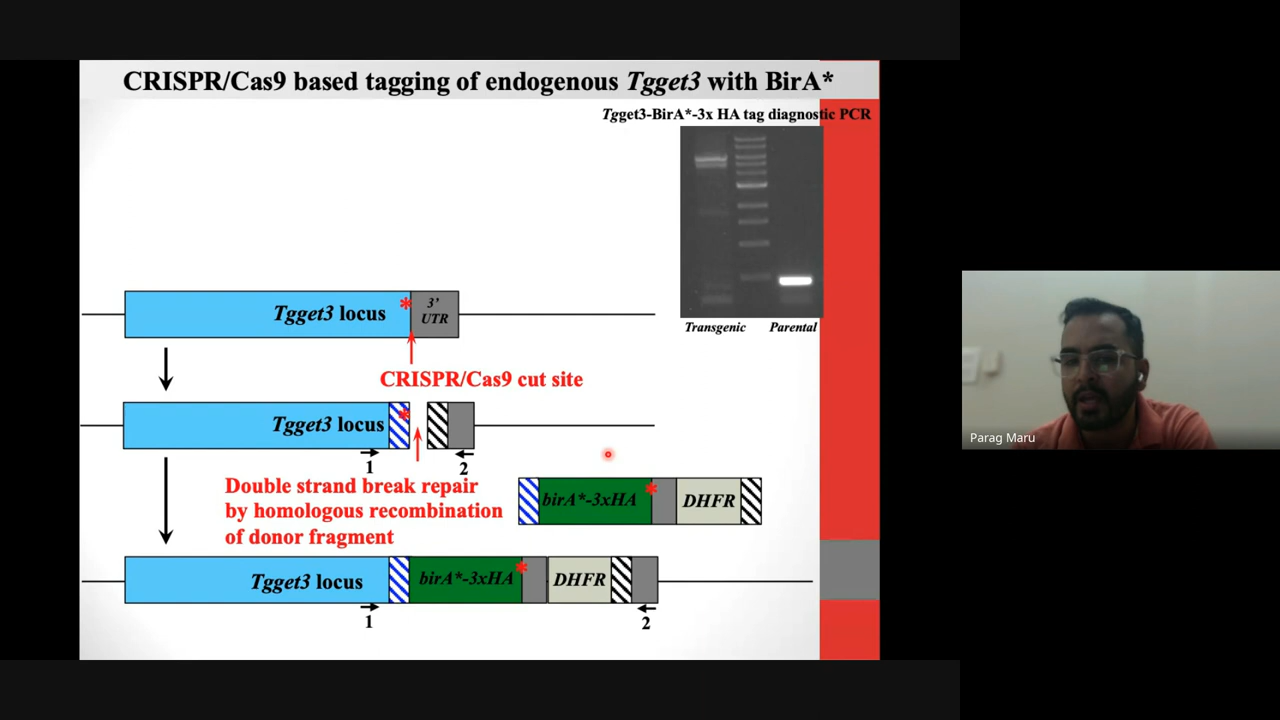 CRISPR/Cas9 based tagging of endogenous Tgget3 with BirA*
Tgget3-BirA*-3x HA tag diagnostic PCR
Transgenic Parental
Tgget3 locus * 3'
UTR
CRISPR/Cas9 cut site
Tgget3 locus *
1 2
Double strand break repair
by homologous recombination
of donor fragment
birA*-3xHA * DHFR
Tgget3 locus birA*-3xHA * DHFR
1 2
Parag Maru